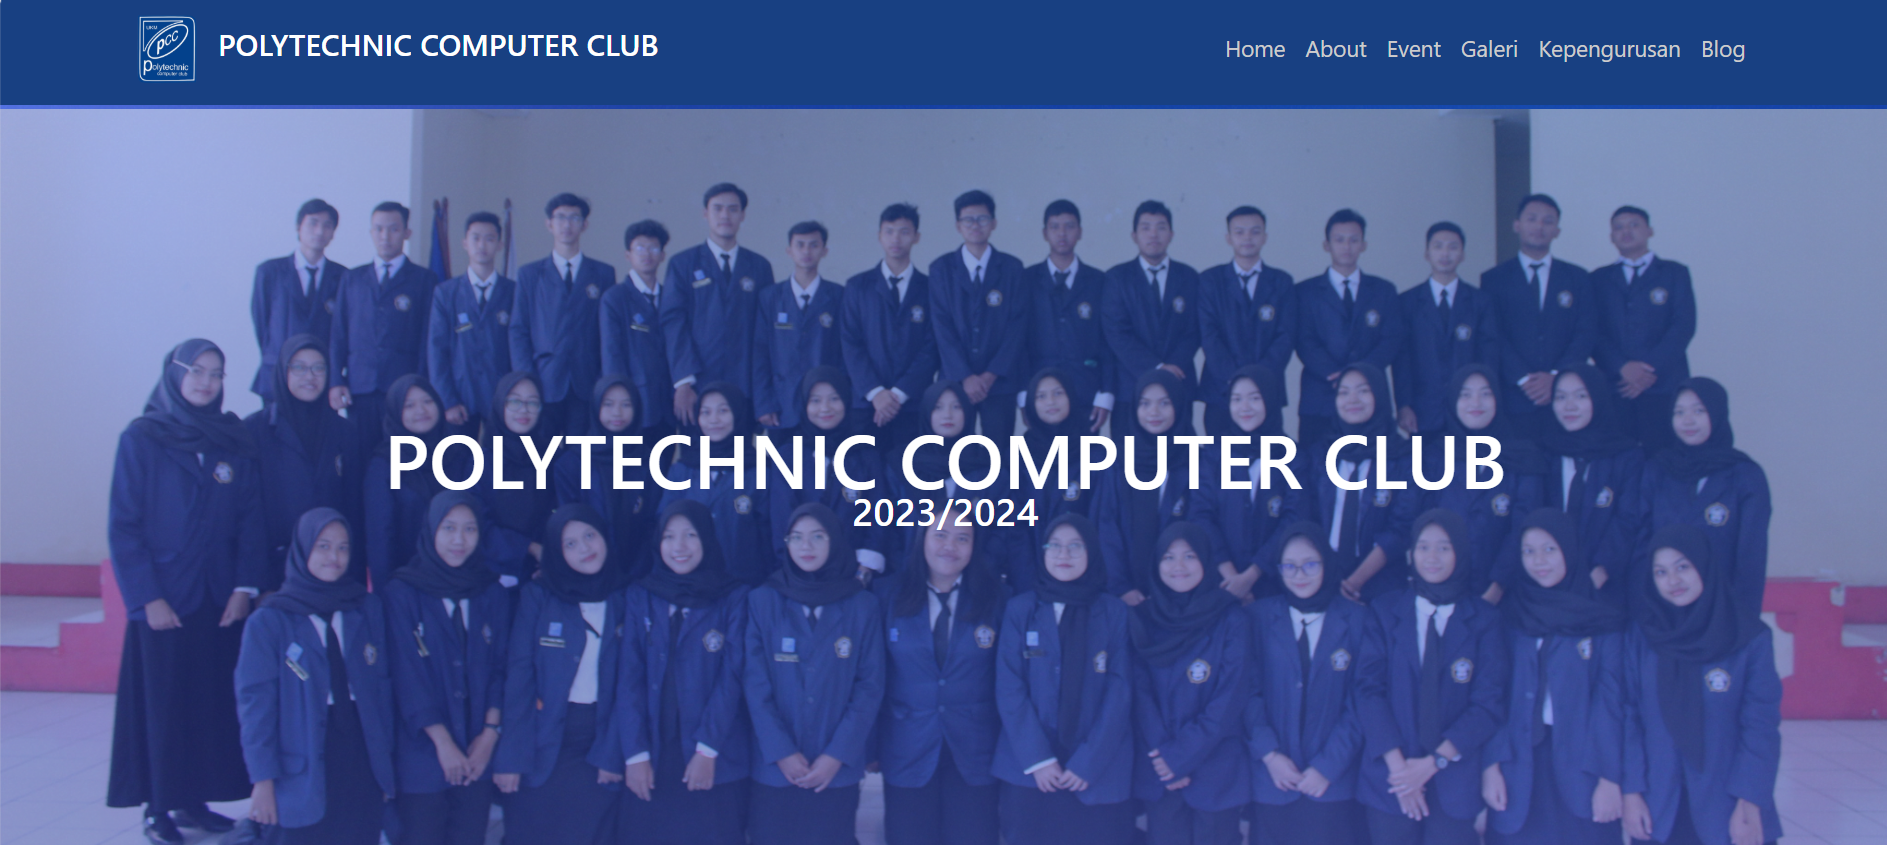 UKM
PCC
Polytechnic
computer club
POLYTECHNIC COMPUTER CLUB
Home About Event Galeri Kepengurusan Blog
POLYTECHNIC COMPUTER CLUB
2023/2024